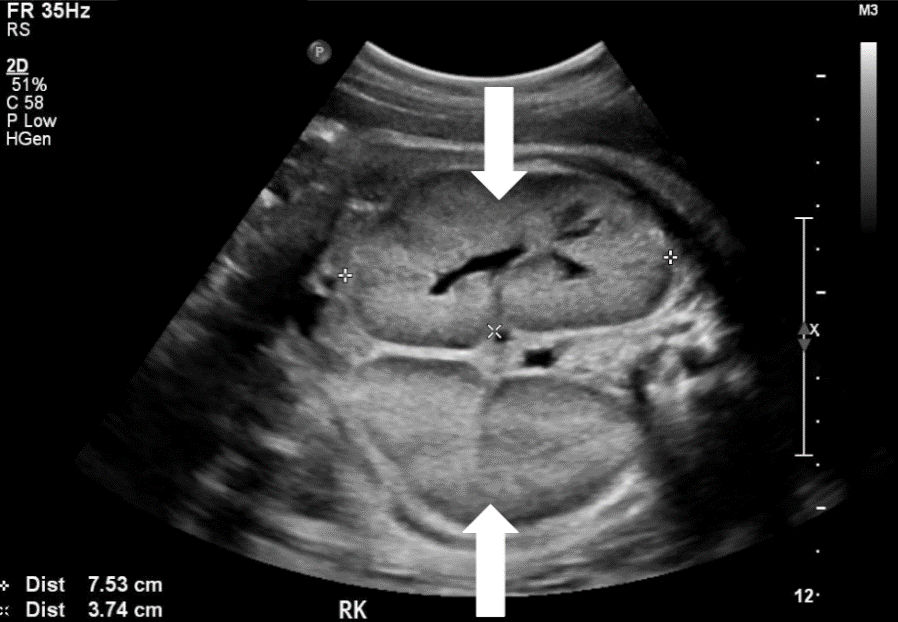 FR 35Hz
RS
M3
P
2D
51%
C 58
P Low
HGen
X
Dist 7.53 cm
Dist 3.74 cm
RK
12